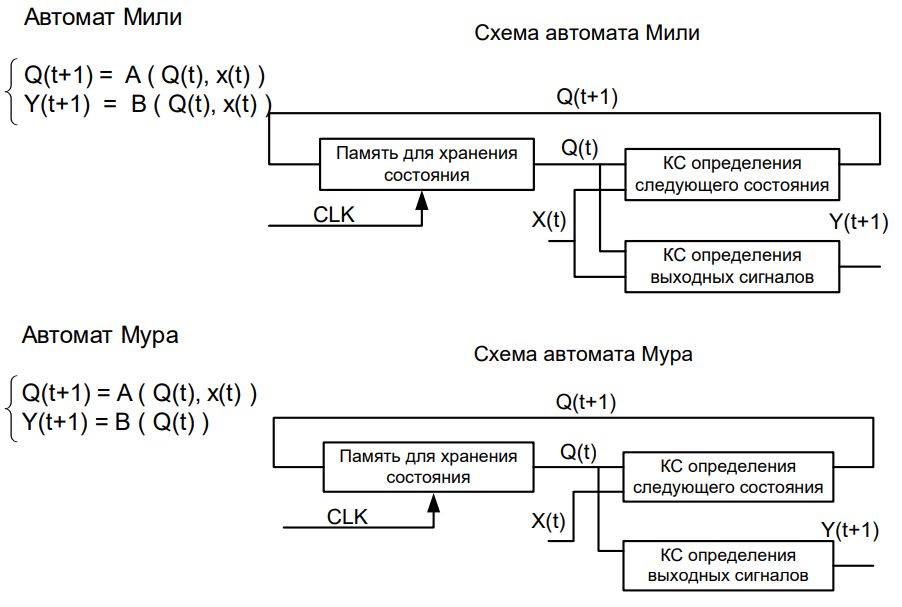 Автомат Мили
Схема автомата Мили
Q(t+1) = A ( Q(t), x(t) )
Y(t+1) = B ( Q(t), x(t) )
Q(t+1)
Память для хранения
состояния
Q(t)
КС определения
следующего состояния
CLK
X(t)
Y(t+1)
КС определения
выходных сигналов
Автомат Мура
Схема автомата Мура
Q(t+1) = A ( Q(t), x(t) )
Y(t+1) = B ( Q(t) )
Q(t+1)
Память для хранения
состояния
Q(t)
КС определения
следующего состояния
CLK
X(t)
Y(t+1)
КС определения
выходных сигналов